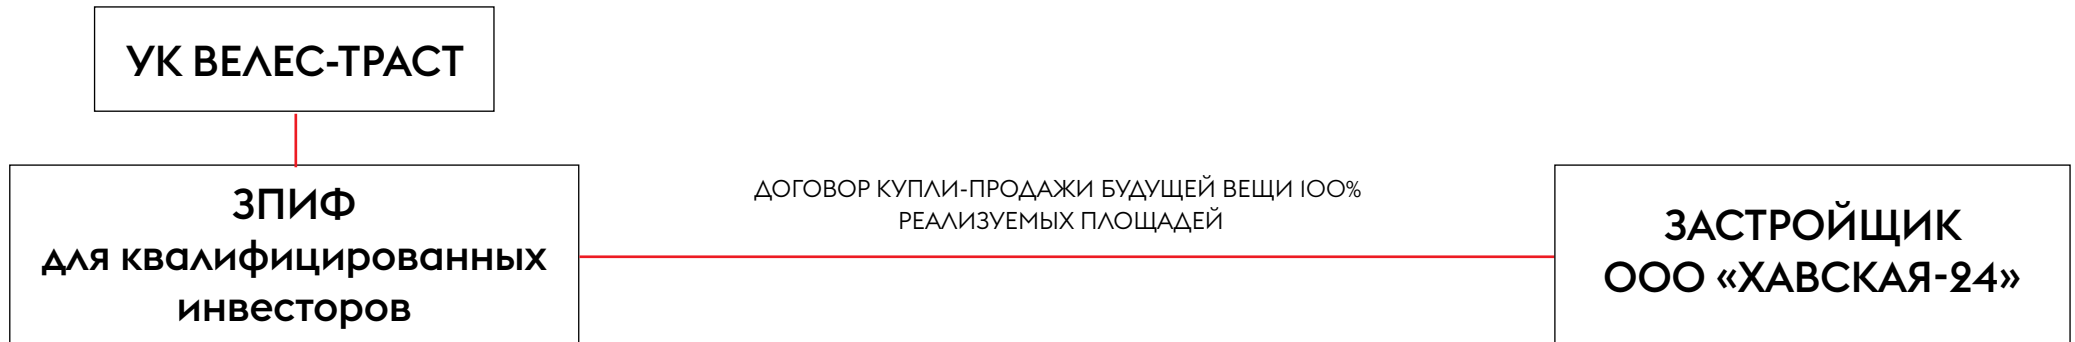 УК ВЕЛЕС-ТРАСТ
ЗПИФ
для квалифицированных
инвесторов
ДОГОВОР КУПЛИ-ПРОДАЖИ БУДУЩЕЙ ВЕЩИ 100%
РЕАЛИЗУЕМЫХ ПЛОЩАДЕЙ
ЗАСТРОЙЩИК
ООО «ХАВСКАЯ-24»